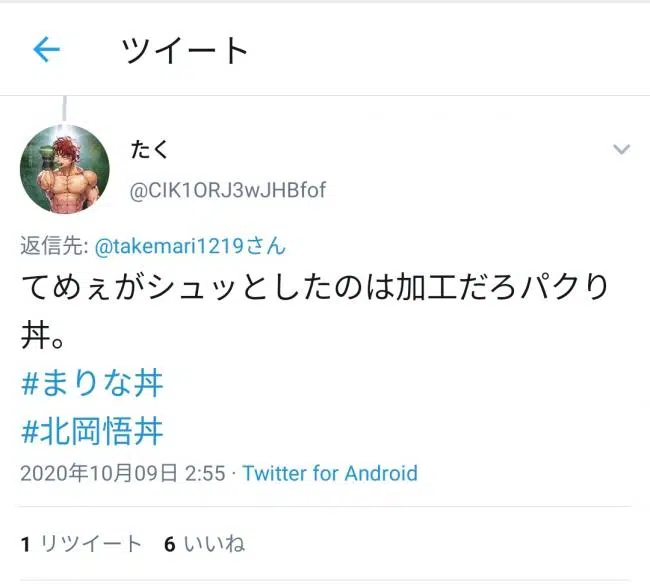 ツイート
たく
@CIK1ORJ3wJHBfof
返信先: @takemari1219さん
てめぇがシュッとしたのは加工だろパクり
丼。
#まりな丼
#北岡悟丼
2020年10月09日 2:55 · Twitter for Android
1 リツイート 6 いいね